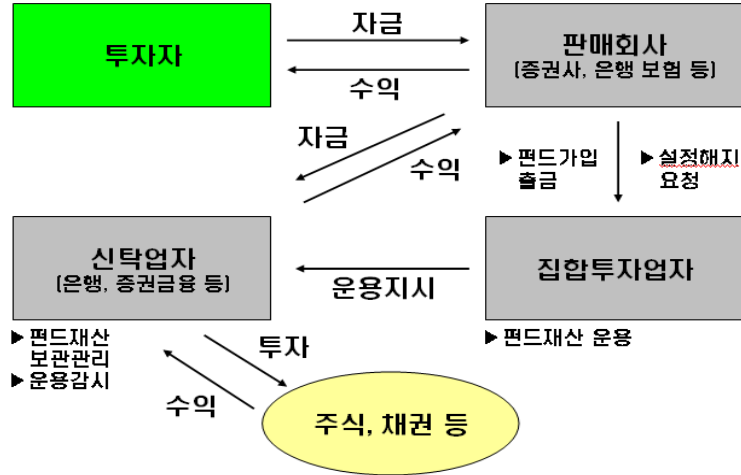 투자자
자금
수익
판매회사
(증권사, 은행 보험 등)
자금
수익
▶ 펀드가입
출금
▶ 설정해지
요청
신탁업자
(은행, 증권금융 등)
운용지시
집합투자업자
▶ 펀드재산
보관관리
▶ 운용감시
▶ 펀드재산 운용
투자
수익
주식, 채권 등